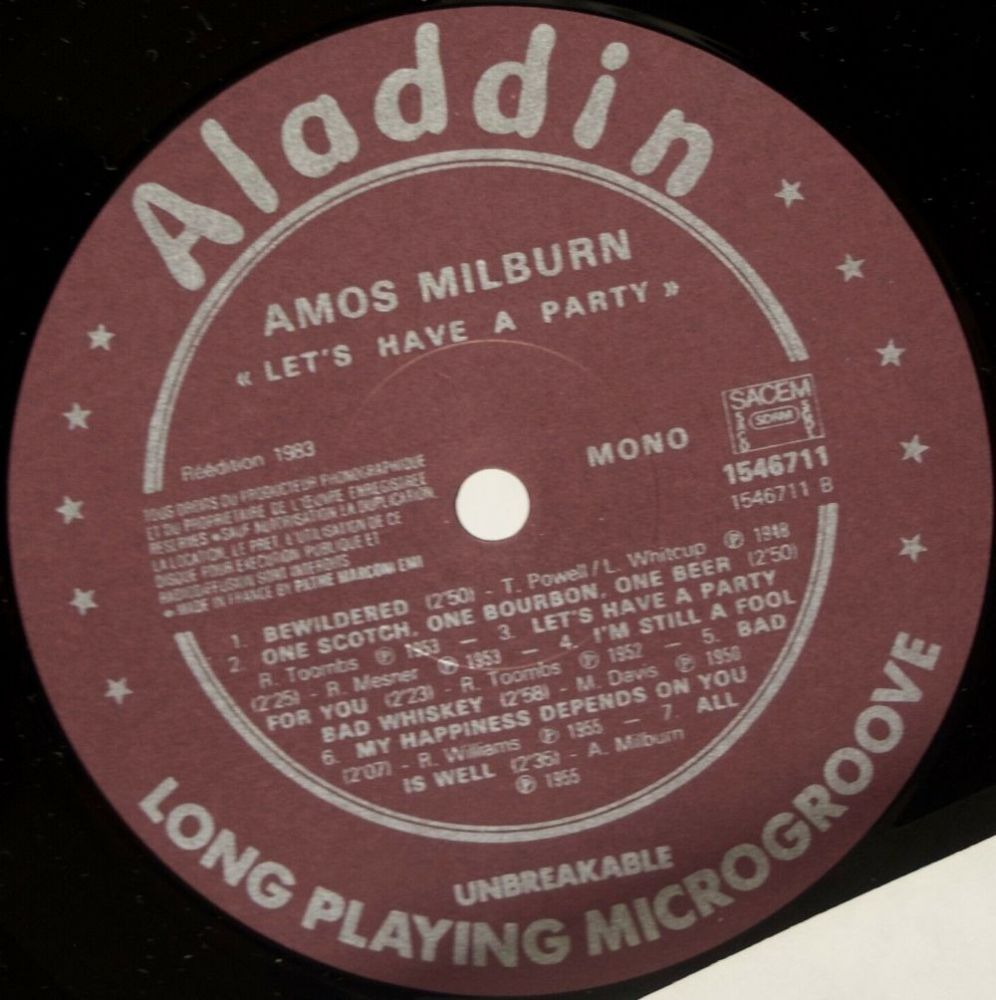 Aladdin
AMOS MILBURN
« LET'S HAVE A PARTY »
Réédition 1983
MONO
SACEM
SDRM
1546711
1546711 B
TOUS DROITS DU PRODUCTEUR PHONOGRAPHIQUE
ET DU PROPRIETAIRE DE L'ŒUVRE ENREGISTREE
RESERVES • SAUF AUTORISATION LA DUPLICATION,
LA LOCATION, LE PRET, L'UTILISATION DE CE
DISQUE POUR EXECUTION PUBLIQUE ET
RADIODIFFUSION SONT INTERDITS
• MADE IN FRANCE BY PATHE MARCONI EMI
1. BEWILDERED (2'50) - T. Powell / L. Whitcup ℗ 1948
2. ONE SCOTCH, ONE BOURBON, ONE BEER (2'50)
R. Toombs ℗ 1953 — 3. LET'S HAVE A PARTY
(2'25) - R. Mesner ℗ 1953 — 4. I'M STILL A FOOL
FOR YOU (2'23) - R. Toombs ℗ 1952 — 5. BAD
BAD WHISKEY (2'58) - M. Davis ℗ 1950
6. MY HAPPINESS DEPENDS ON YOU
(2'07) - R. Williams ℗ 1955 — 7. ALL
IS WELL (2'35) - A. Milburn
℗ 1955
UNBREAKABLE
LONG PLAYING MICROGROOVE